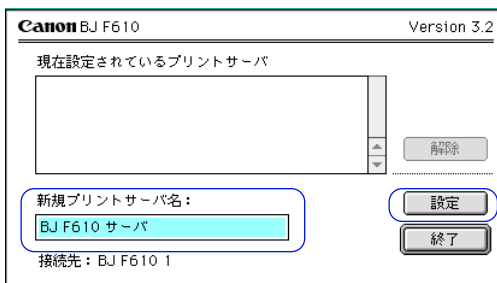 Canon BJ F610 Version 3.2
現在設定されているプリントサーバ
解除
新規プリントサーバ名：
設定
BJ F610 サーバ
終了
接続先：BJ F610 1